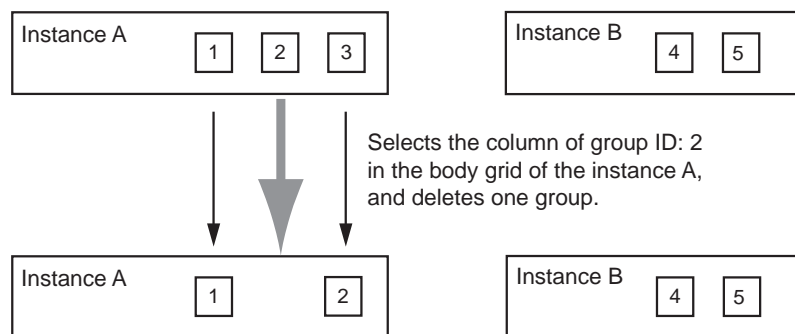 Instance A
1 2 3
Instance B
4 5
Selects the column of group ID: 2
in the body grid of the instance A,
and deletes one group.
Instance A
1 2
Instance B
4 5